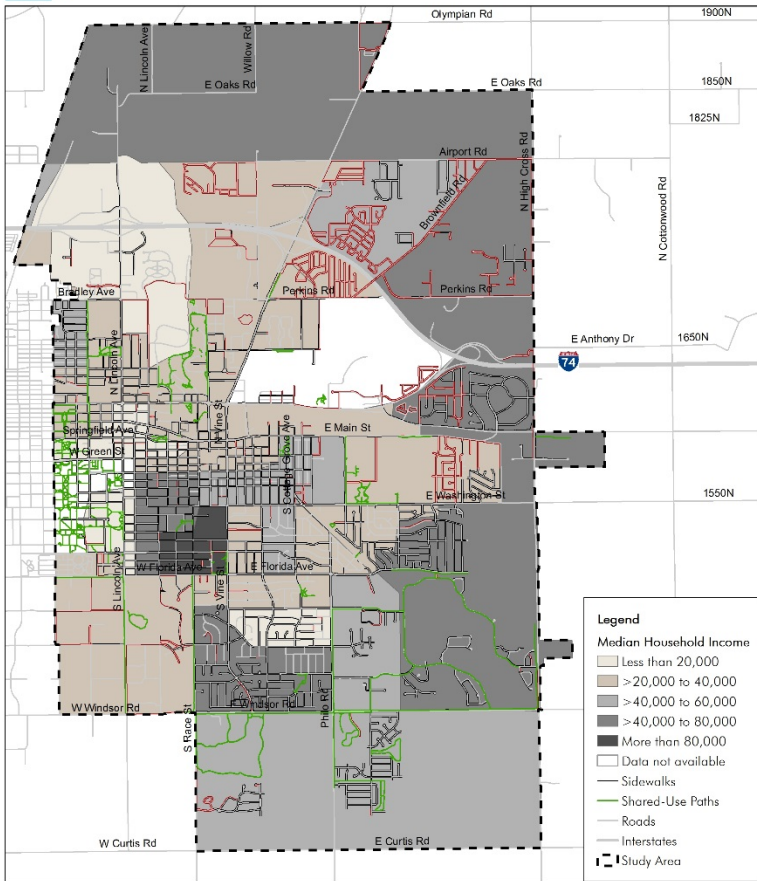 Olympian Rd
1900N
N Lincoln Ave
Willow Rd
E Oaks Rd
E Oaks Rd
1850N
1825N
Airport Rd
N High Cross Rd
Brownfield Rd
N Cottonwood Rd
Bradley Ave
Perkins Rd
Perkins Rd
E Anthony Dr
1650N
74
N Lincoln Ave
N Vine St
Springfield Ave
E Main St
W Green St
S Cottage Grove Ave
E Washington St
1550N
S Lincoln Ave
W Florida Ave
S Vine St
E Florida Ave
W Windsor Rd
S Race St
E Windsor Rd
Philo Rd
W Curtis Rd
E Curtis Rd
Legend
Median Household Income
Less than 20,000
>20,000 to 40,000
>40,000 to 60,000
>40,000 to 80,000
More than 80,000
Data not available
Sidewalks
Shared-Use Paths
Roads
Interstates
Study Area